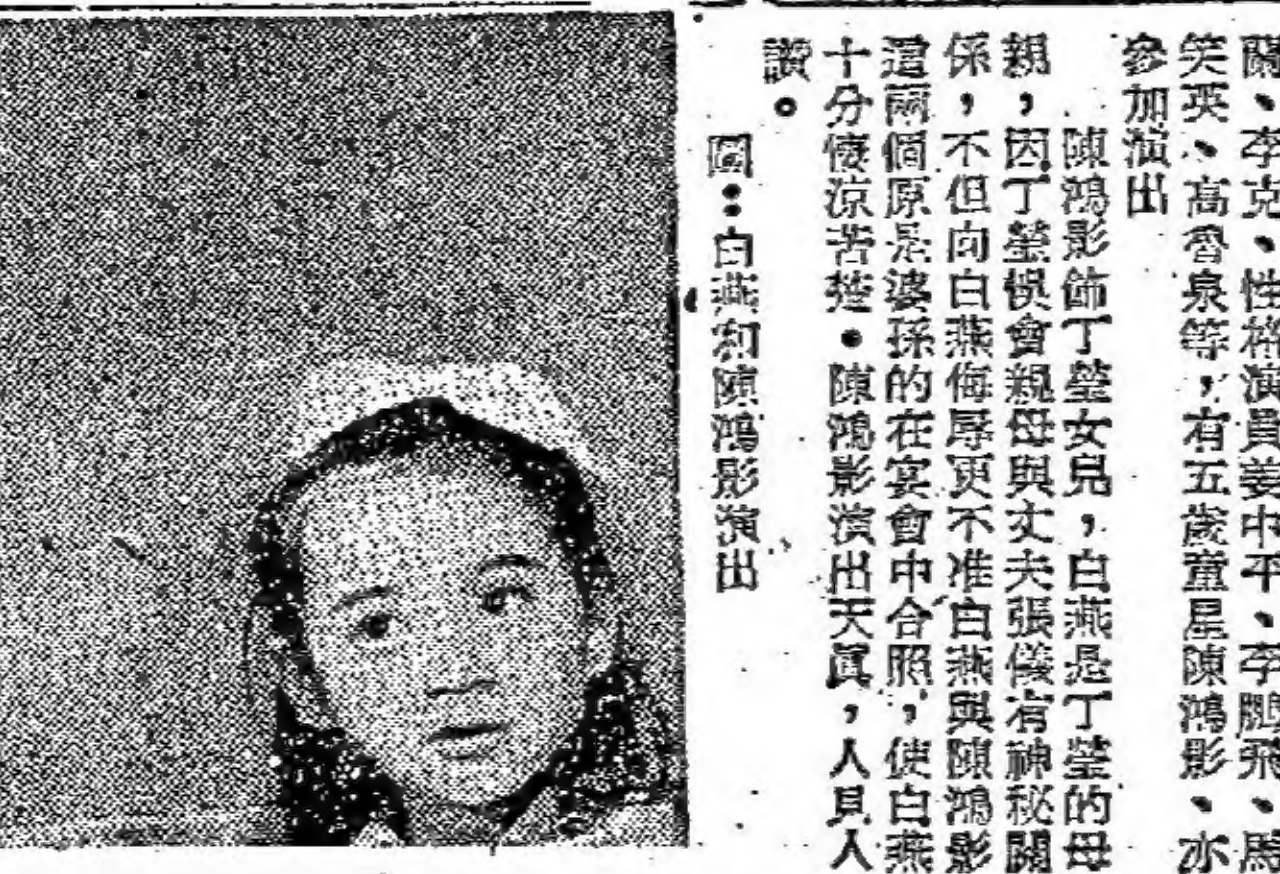 蘭、李克、性格演員姜中平、李鵬飛、馬
笑英、高魯泉等，有五歲童星陳鴻影、亦
參加演出
陳鴻影飾丁瑩女兒，白燕是丁瑩的母
親，因丁瑩悞會親母與丈夫張儀有神秘關
係，不但向白燕侮辱更不准白燕與陳鴻影
這兩個原是婆孫的在宴會中合照，使白燕
十分悽凉苦楚．陳鴻影演出天眞，人見人
讚。
圖：白燕和陳鴻影演出